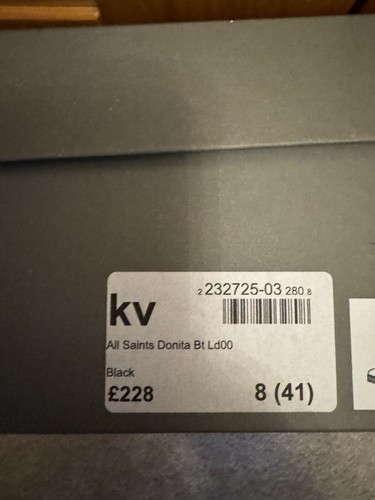 2 232725-03 280 8
kv
All Saints Donita Bt Ld00
Black
£228 8 (41)